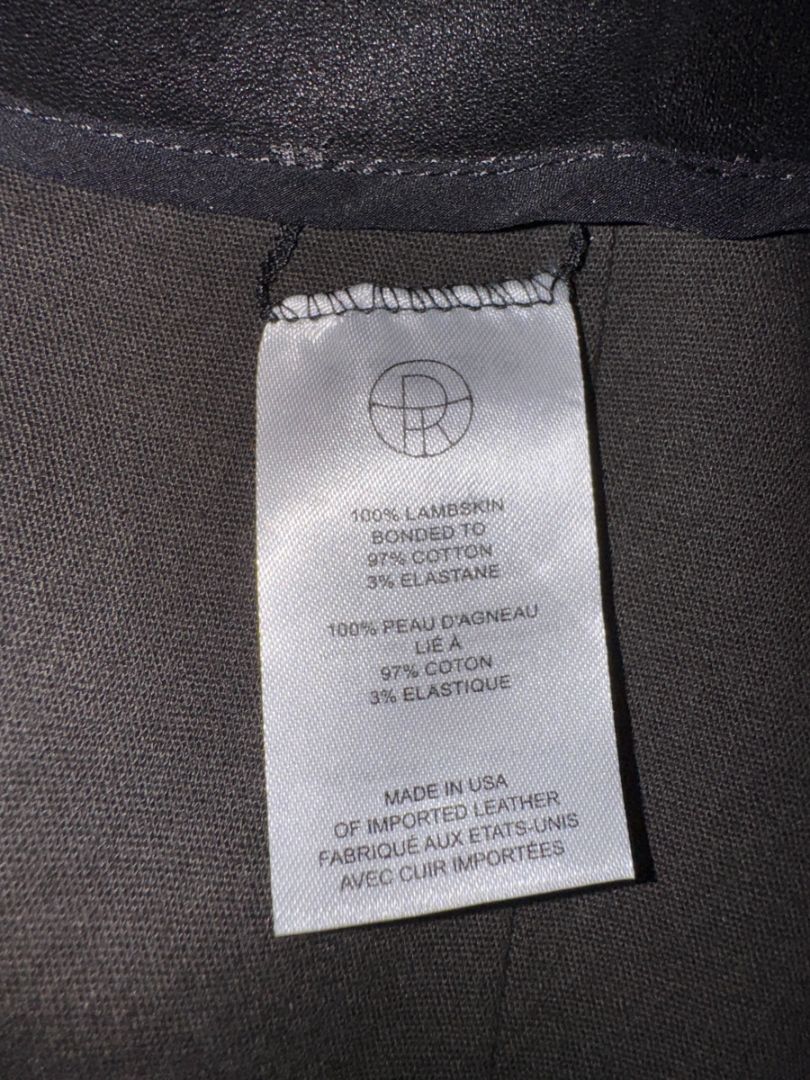 100% LAMBSKIN
BONDED TO
97% COTTON
3% ELASTANE
100% PEAU D'AGNEAU
LIÉ À
97% COTON
3% ELASTIQUE
MADE IN USA
OF IMPORTED LEATHER
FABRIQUÉ AUX ETATS-UNIS
AVEC CUIR IMPORTÉES